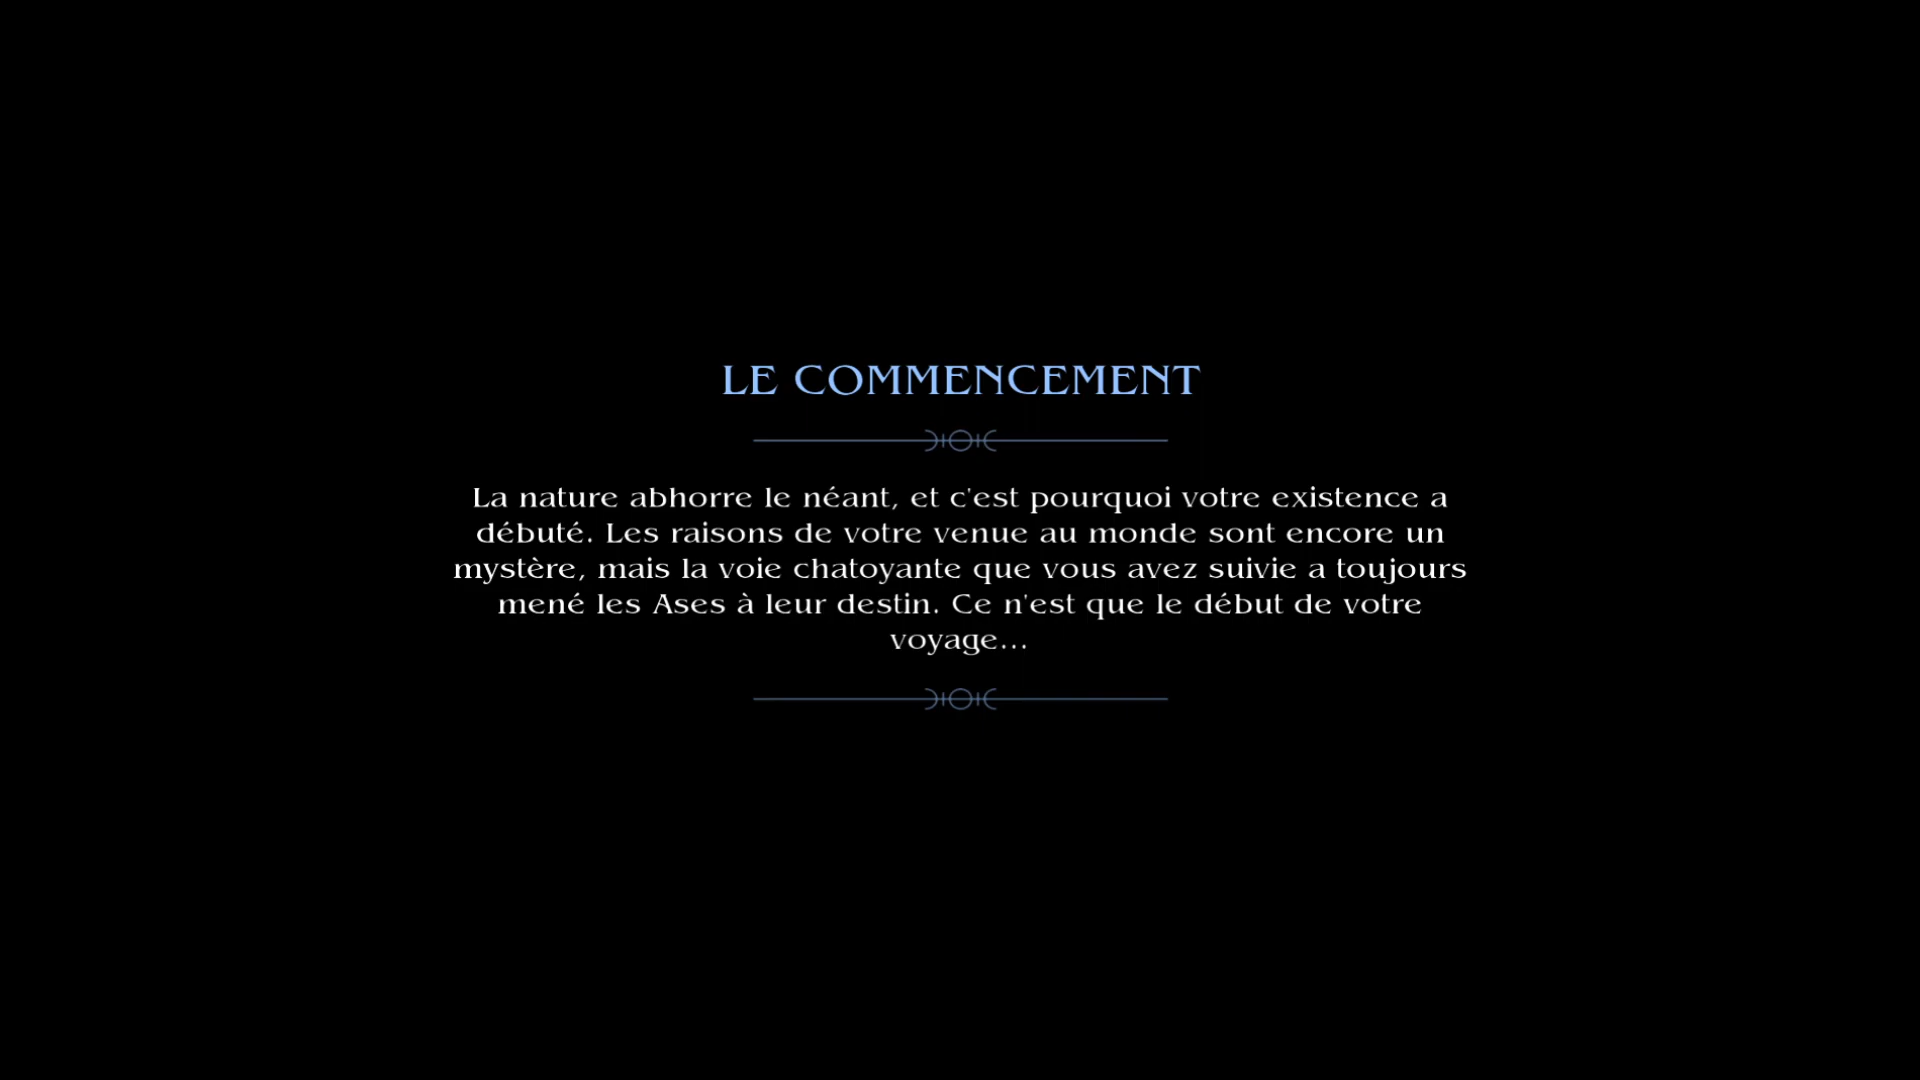 LE COMMENCEMENT
La nature abhorre le néant, et c'est pourquoi votre existence a
débuté. Les raisons de votre venue au monde sont encore un
mystère, mais la voie chatoyante que vous avez suivie a toujours
mené les Ases à leur destin. Ce n'est que le début de votre
voyage...